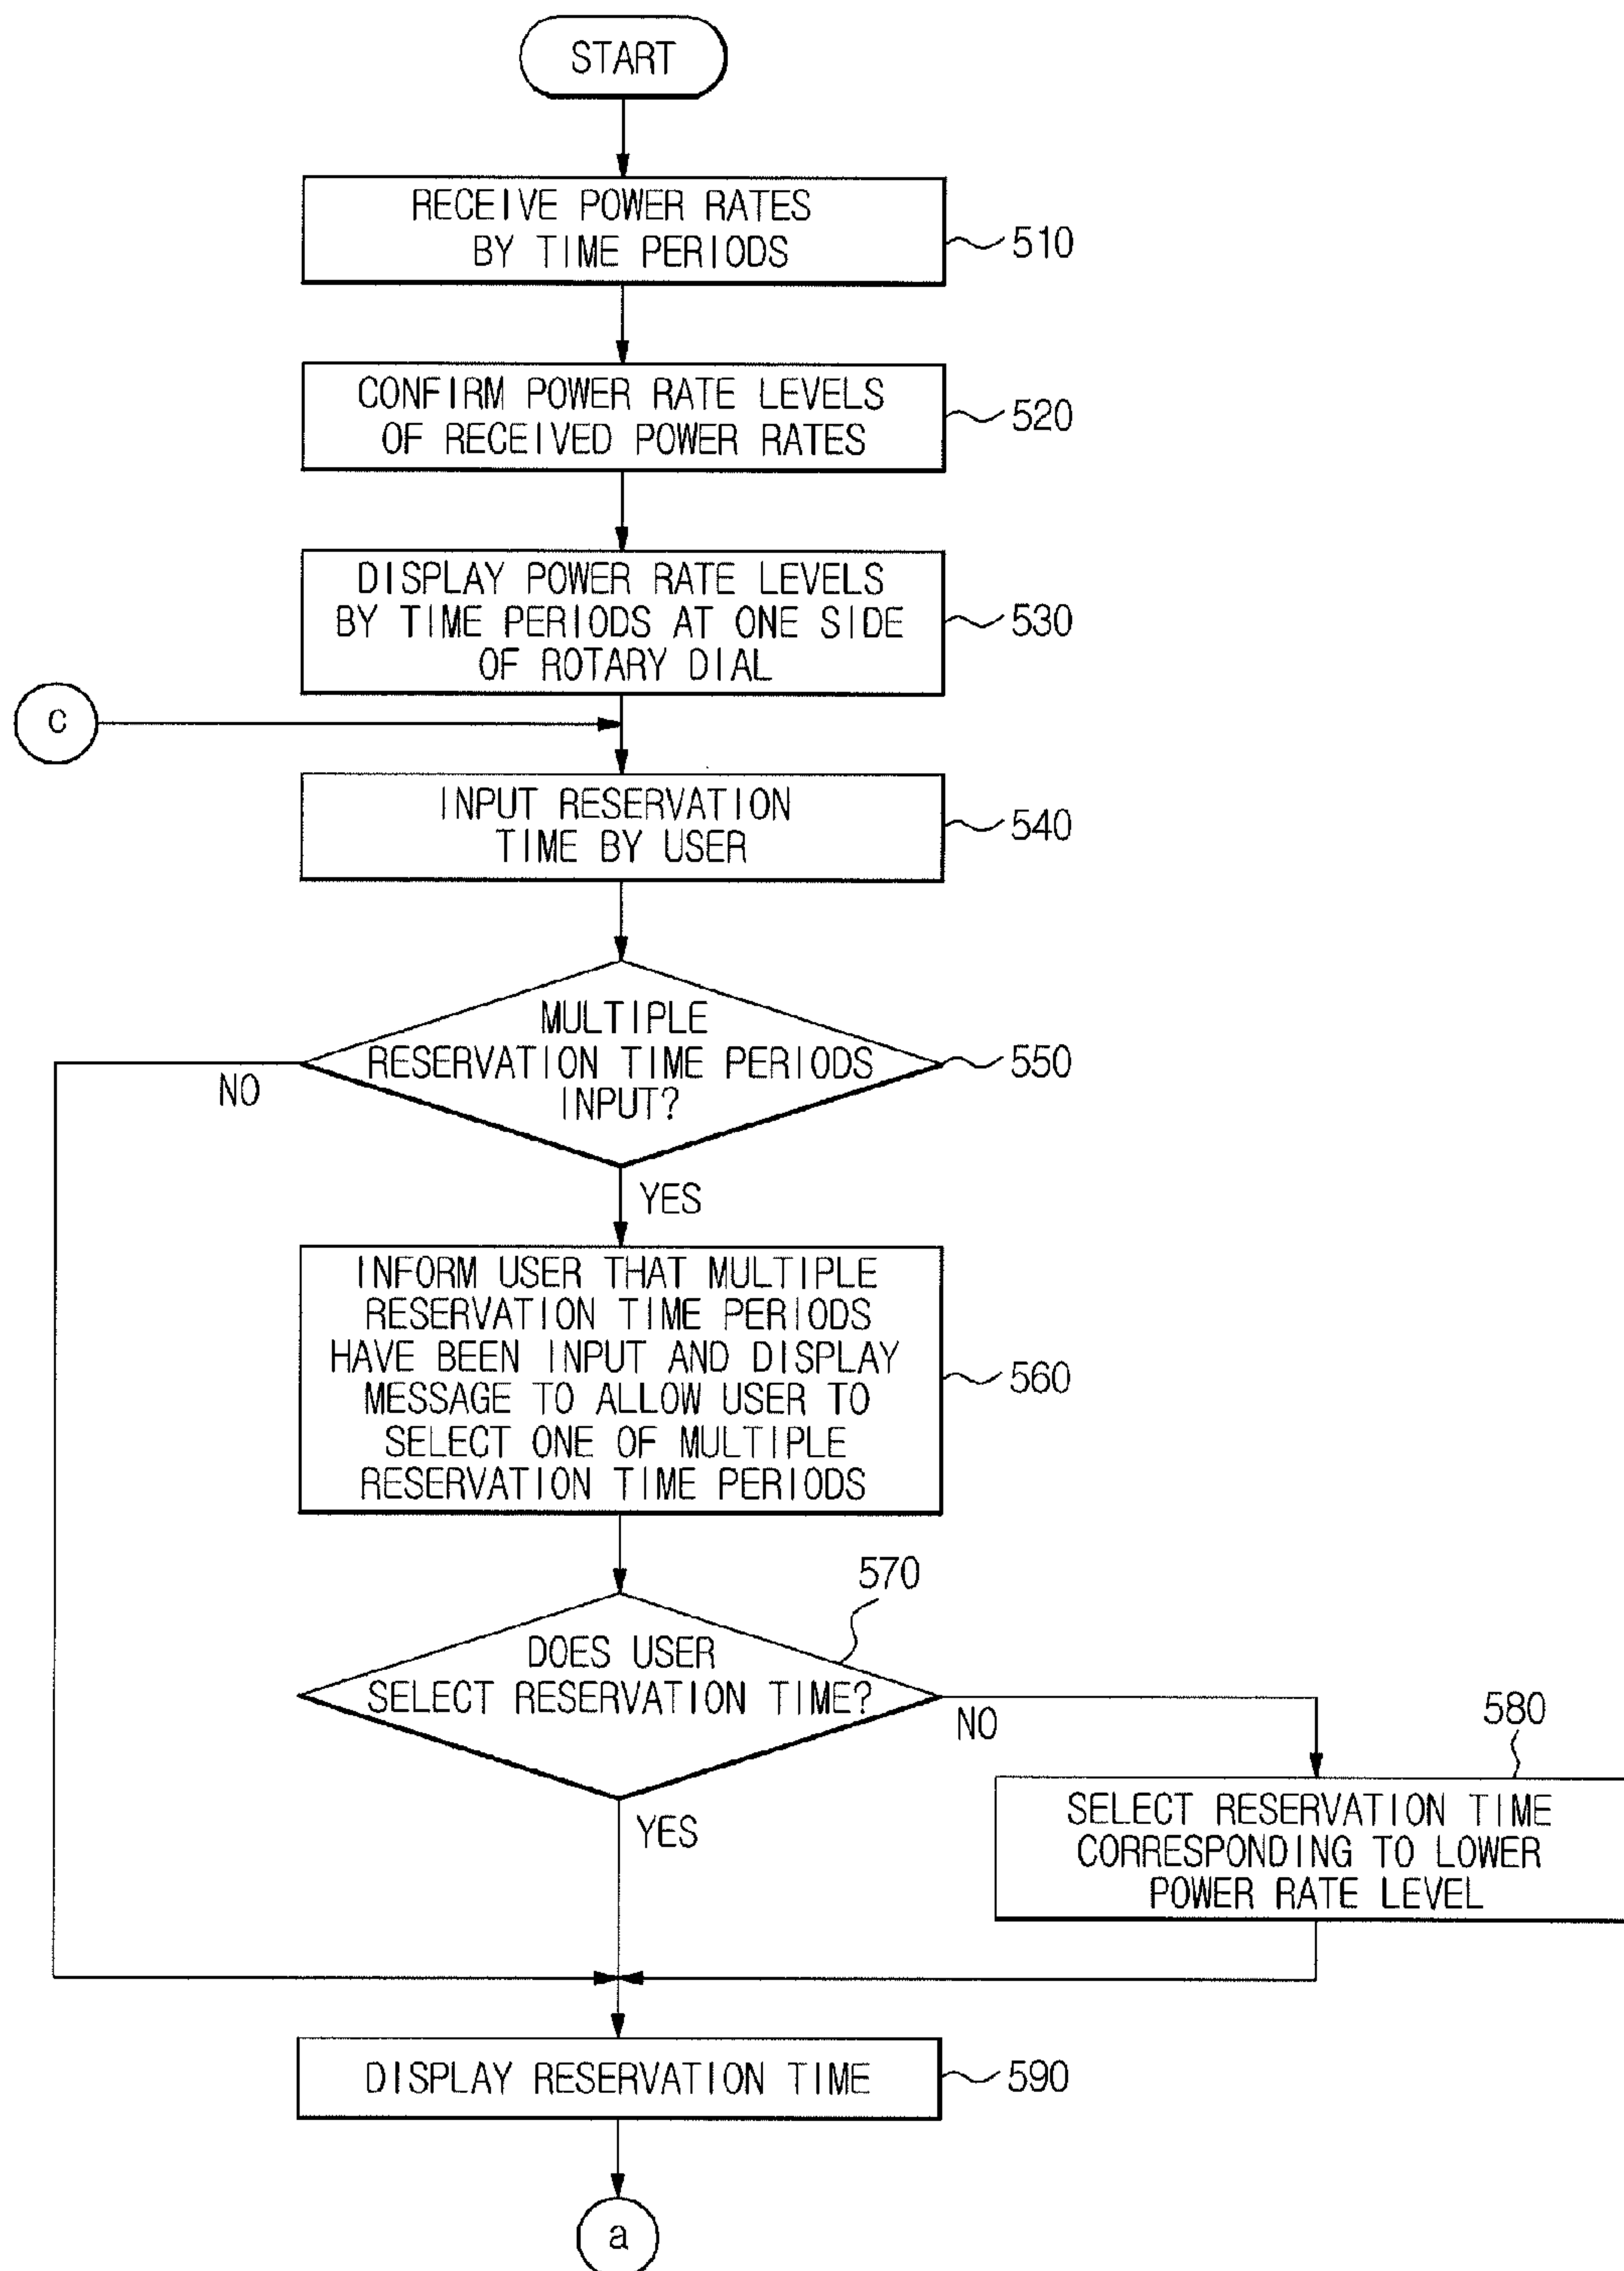 START
RECEIVE POWER RATES
BY TIME PERIODS
510
CONFIRM POWER RATE LEVELS
OF RECEIVED POWER RATES
520
DISPLAY POWER RATE LEVELS
BY TIME PERIODS AT ONE SIDE
OF ROTARY DIAL
530
c
INPUT RESERVATION
TIME BY USER
540
MULTIPLE
RESERVATION TIME PERIODS
INPUT?
550
NO
YES
INFORM USER THAT MULTIPLE
RESERVATION TIME PERIODS
HAVE BEEN INPUT AND DISPLAY
MESSAGE TO ALLOW USER TO
SELECT ONE OF MULTIPLE
RESERVATION TIME PERIODS
560
570
DOES USER
SELECT RESERVATION TIME?
NO
YES
580
SELECT RESERVATION TIME
CORRESPONDING TO LOWER
POWER RATE LEVEL
DISPLAY RESERVATION TIME
590
a